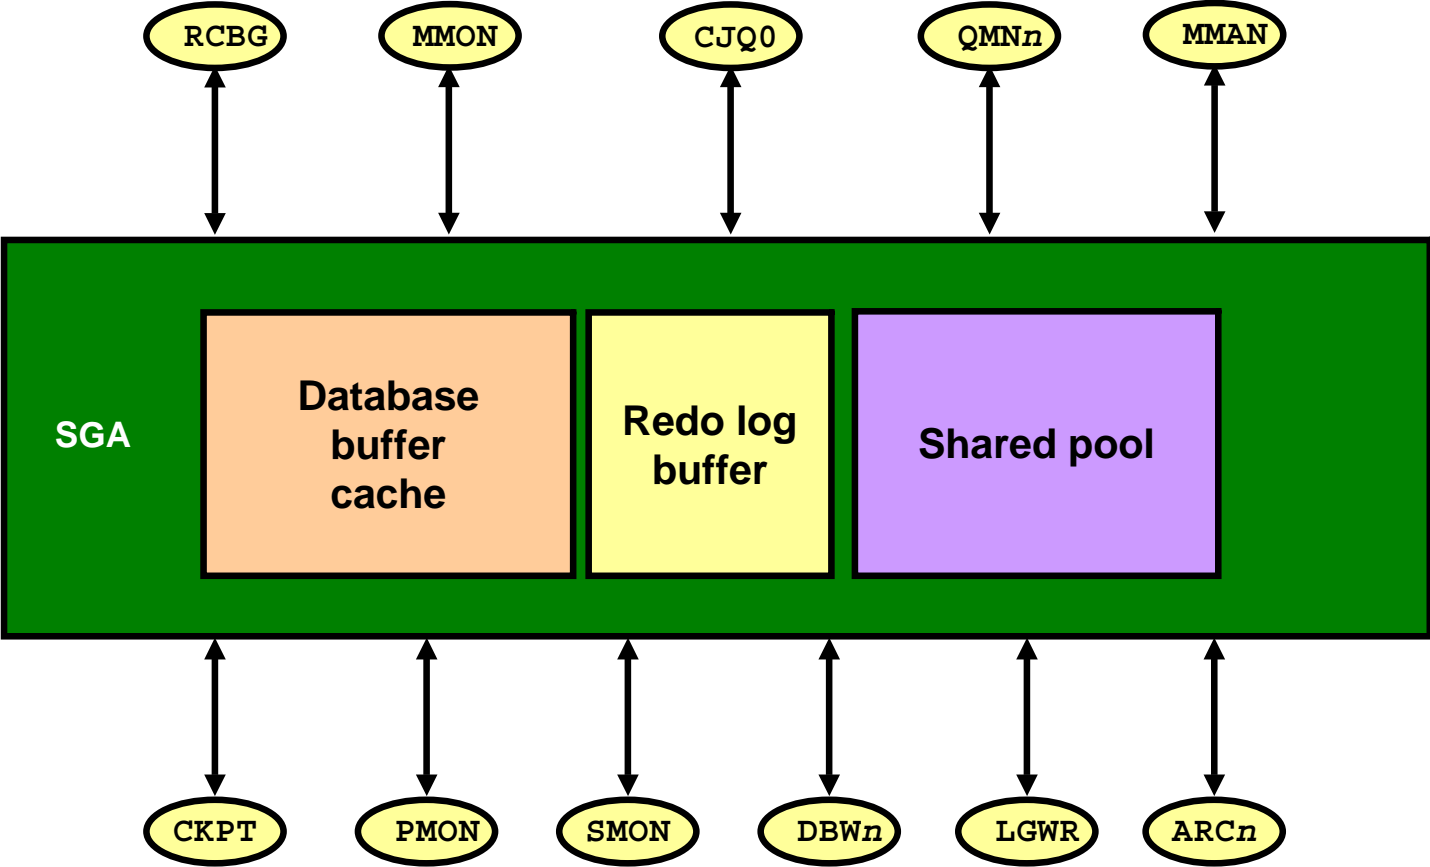 RCBG
MMON
CJQ0
QMNn
MMAN
SGA
Database
buffer
cache
Redo log
buffer
Shared pool
CKPT
PMON
SMON
DBWn
LGWR
ARCn